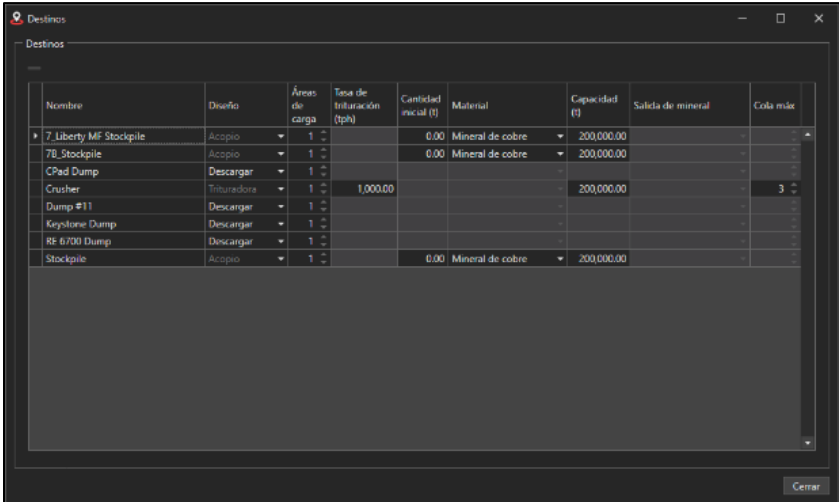 Destinos
Destinos
Nombre Diseño Áreas de carga Tasa de trituración (tph) Cantidad inicial (t) Material Capacidad (t) Salida de mineral Cola máx
7_Liberty MF Stockpile Acopio 1 0.00 Mineral de cobre 200,000.00
7B_Stockpile Acopio 1 0.00 Mineral de cobre 200,000.00
CPad Dump Descargar 1
Crusher Trituradora 1 1,000.00 200,000.00 3
Dump #11 Descargar 1
Keystone Dump Descargar 1
RE 6700 Dump Descargar 1
Stockpile Acopio 1 0.00 Mineral de cobre 200,000.00
Cerrar